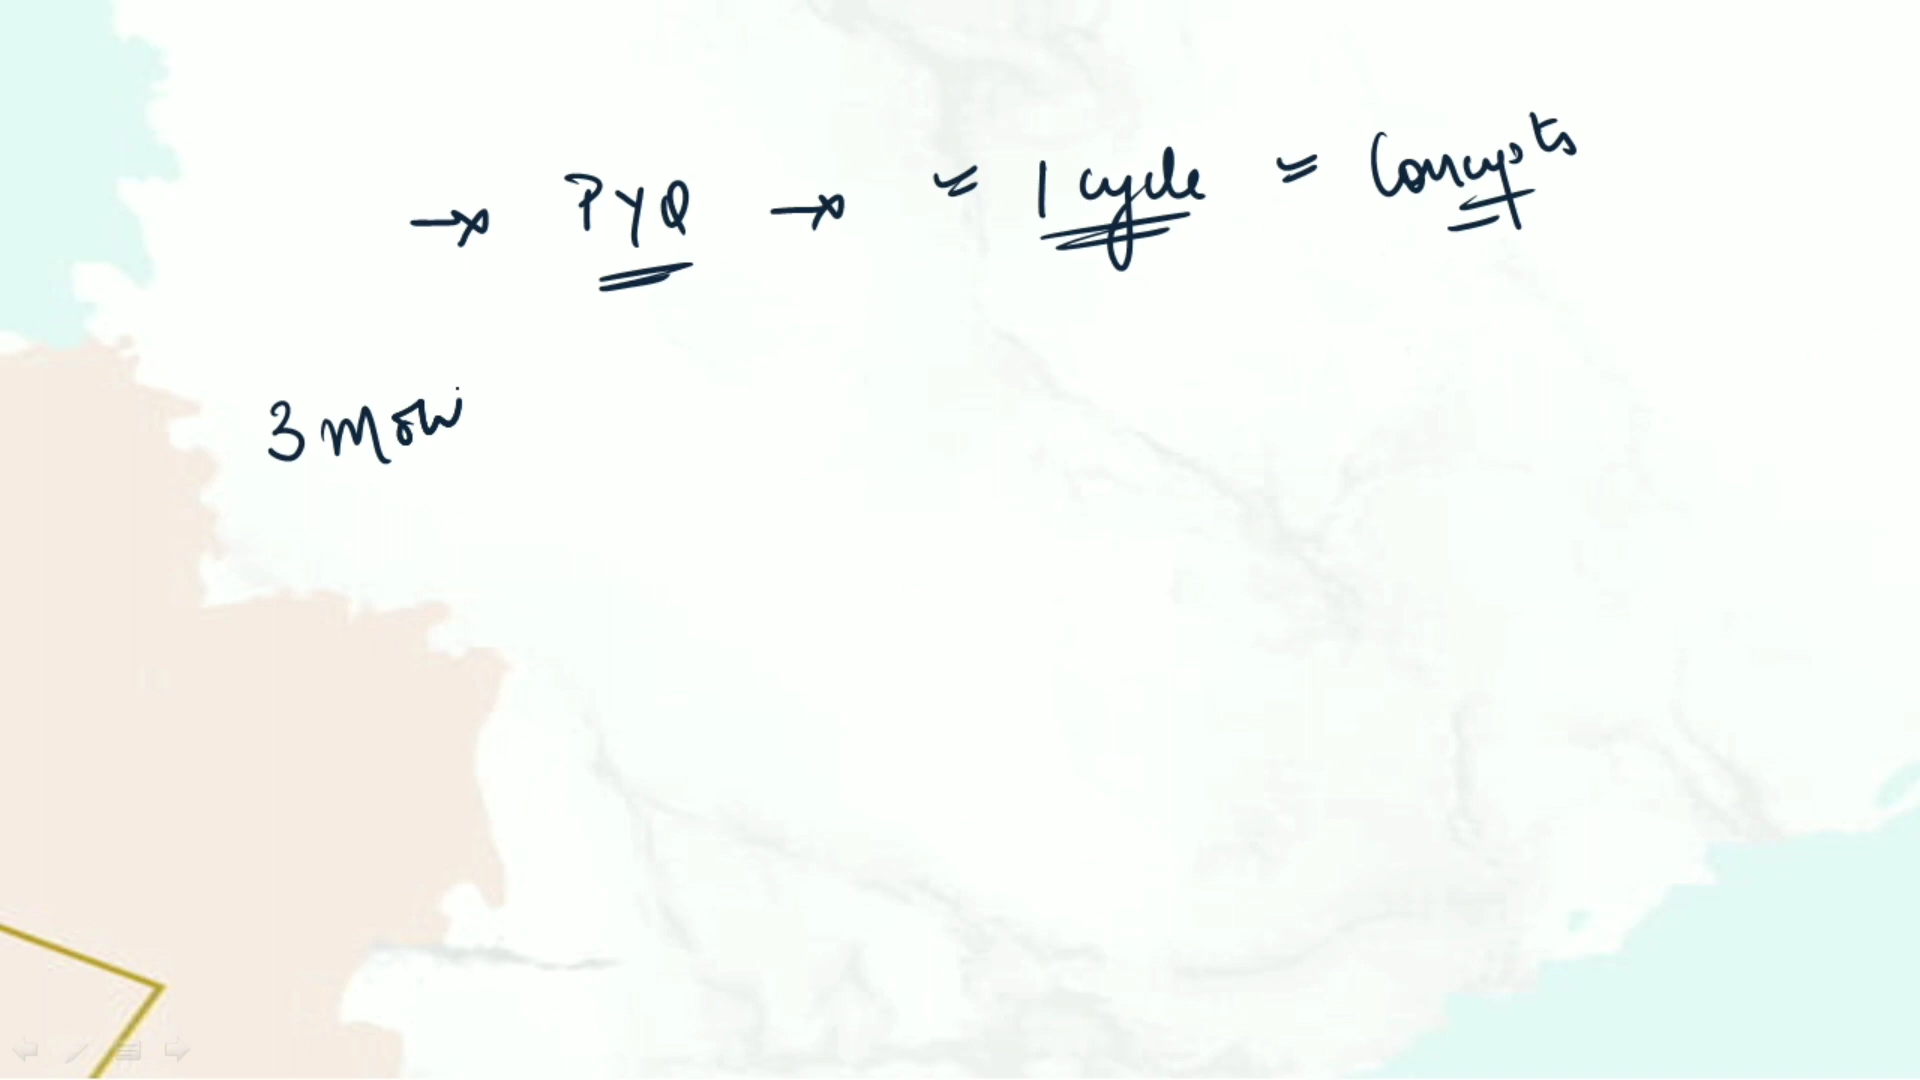 → PYQ → = 1 cycle = Concepts
3 mon